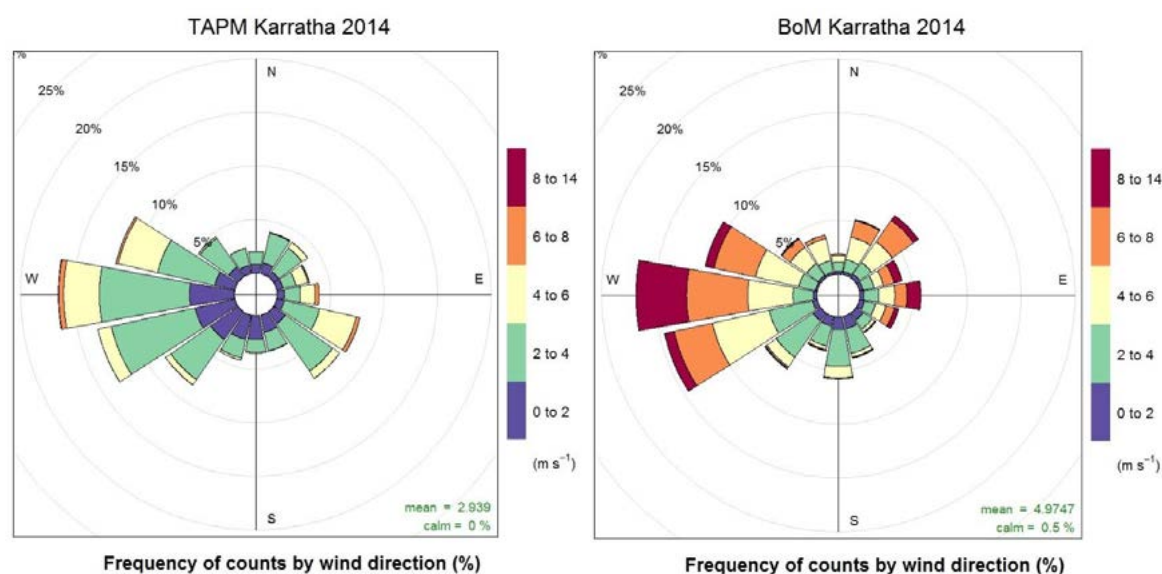 TAPM Karratha 2014
%
25%
20%
15%
10%
5%
N
W
E
S
8 to 14
6 to 8
4 to 6
2 to 4
0 to 2
(m s⁻¹)
mean = 2.939
calm = 0 %
Frequency of counts by wind direction (%)
BoM Karratha 2014
%
25%
20%
15%
10%
5%
N
W
E
S
8 to 14
6 to 8
4 to 6
2 to 4
0 to 2
(m s⁻¹)
mean = 4.9747
calm = 0.5 %
Frequency of counts by wind direction (%)